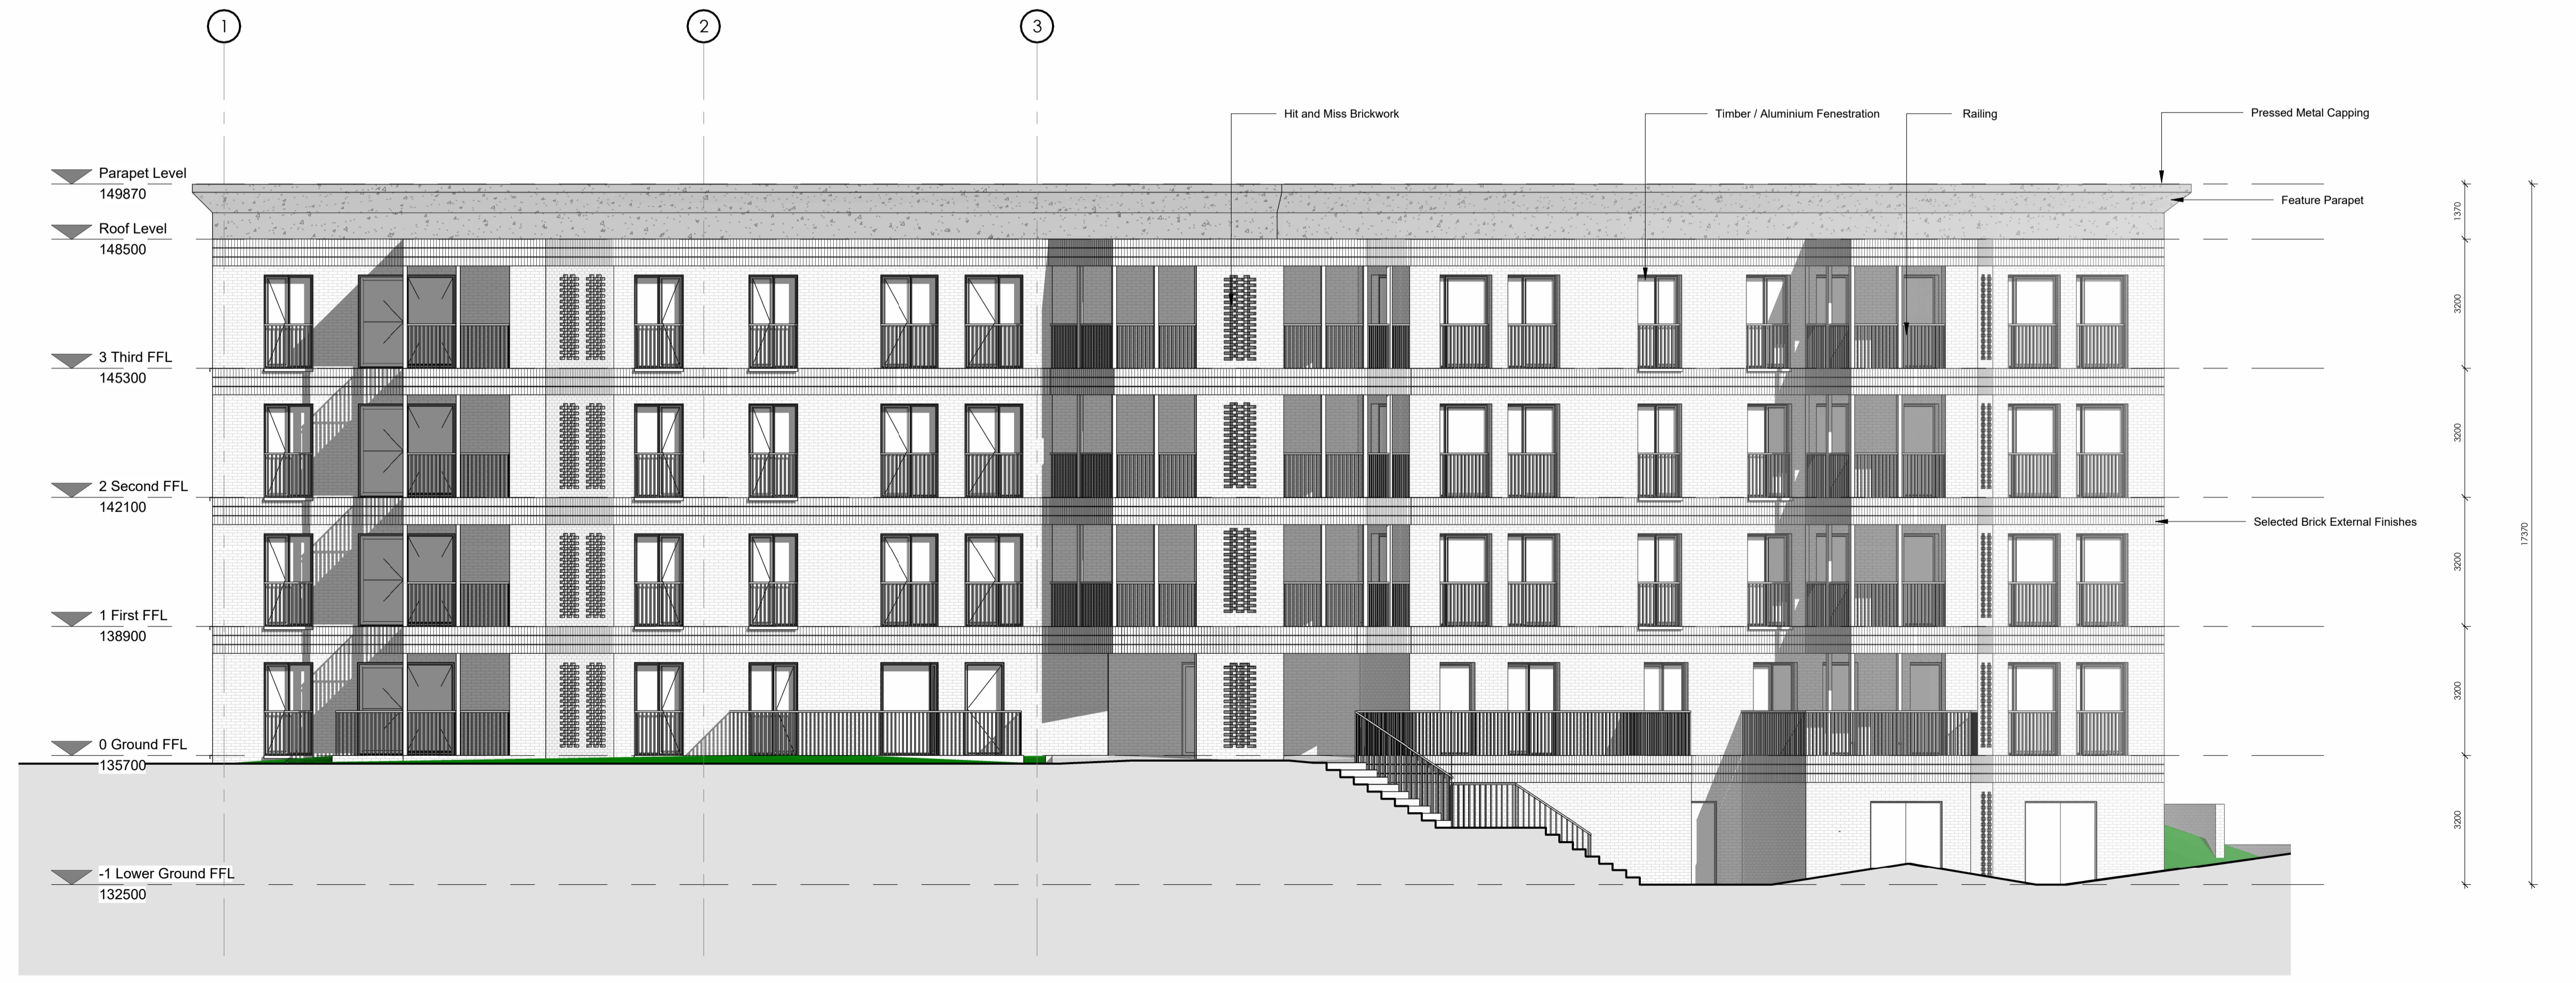 1
2
3
Hit and Miss Brickwork
Timber / Aluminium Fenestration
Railing
Pressed Metal Capping
Parapet Level
149870
Feature Parapet
1370
Roof Level
148500
3200
3 Third FFL
145300
3200
2 Second FFL
142100
Selected Brick External Finishes
17370
3200
1 First FFL
138900
3200
0 Ground FFL
135700
3200
-1 Lower Ground FFL
132500